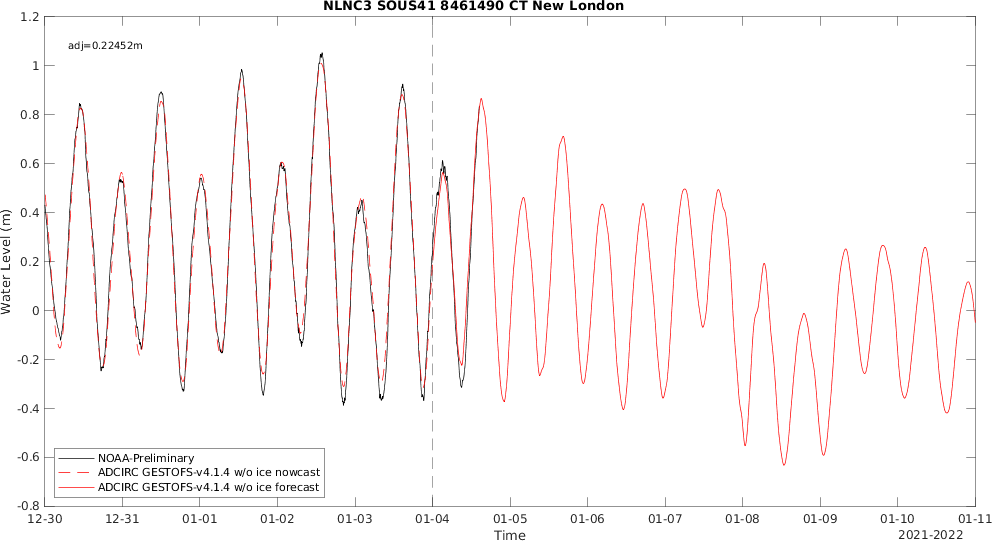 NLNC3 SOUS41 8461490 CT New London
adj=0.22452m
1.2
1
0.8
0.6
0.4
0.2
0
-0.2
-0.4
-0.6
-0.8
Water Level (m)
NOAA-Preliminary
ADCIRC GESTOFS-v4.1.4 w/o ice nowcast
ADCIRC GESTOFS-v4.1.4 w/o ice forecast
12-30 12-31 01-01 01-02 01-03 01-04 01-05 01-06 01-07 01-08 01-09 01-10 01-11
Time
2021-2022